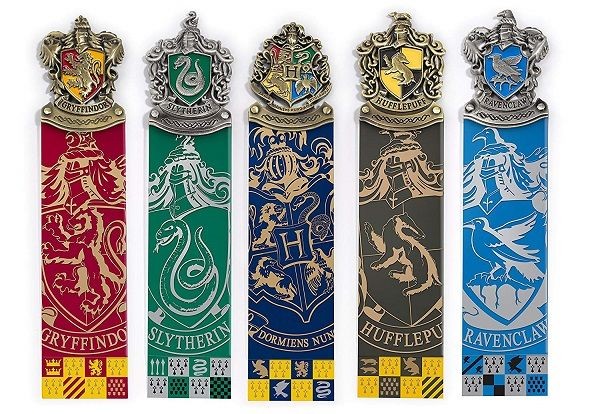 GRYFFINDOR
SLYTHERIN
H
HUFFLEPUFF
RAVENCLAW
GRYFFINDO
SLYTHERIN
H
DORMIENS NUN
HUFFLEPU
RAVENCLAW